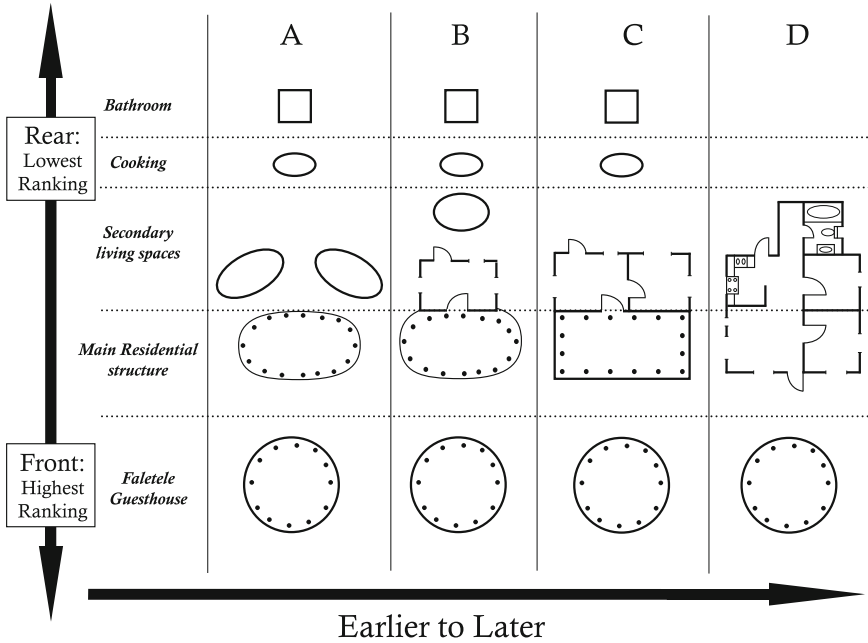 A B C D
Bathroom
Rear:
Lowest
Ranking
Cooking
Secondary
living spaces
Main Residential
structure
Front:
Highest
Ranking
Faletele
Guesthouse
Earlier to Later